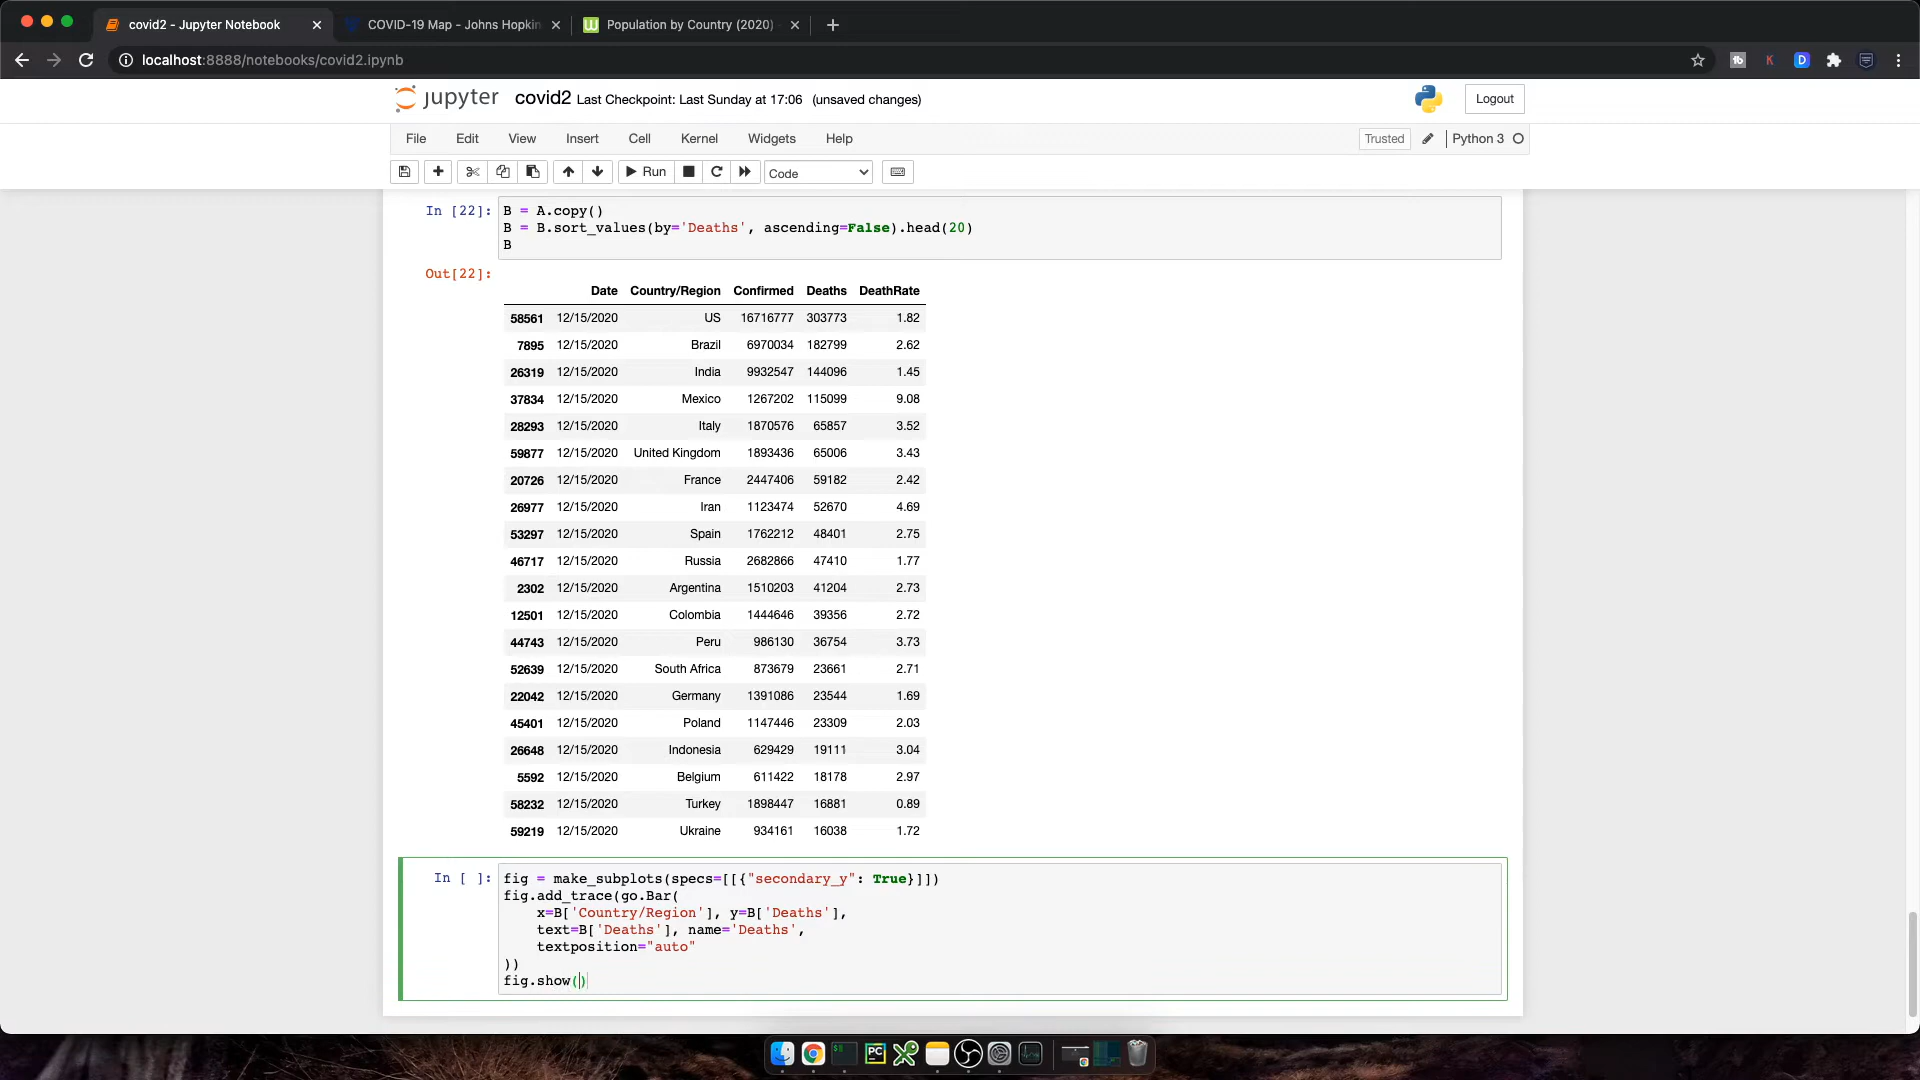 covid2 - Jupyter Notebook
COVID-19 Map - Johns Hopkin
Population by Country (2020)
localhost:8888/notebooks/covid2.ipynb
jupyter covid2 Last Checkpoint: Last Sunday at 17:06 (unsaved changes)
Logout
File Edit View Insert Cell Kernel Widgets Help
Trusted Python 3
Run Code
In [22]:
B = A.copy()
B = B.sort_values(by='Deaths', ascending=False).head(20)
B
Out[22]:
Date Country/Region Confirmed Deaths DeathRate
58561 12/15/2020 US 16716777 303773 1.82
7895 12/15/2020 Brazil 6970034 182799 2.62
26319 12/15/2020 India 9932547 144096 1.45
37834 12/15/2020 Mexico 1267202 115099 9.08
28293 12/15/2020 Italy 1870576 65857 3.52
59877 12/15/2020 United Kingdom 1893436 65006 3.43
20726 12/15/2020 France 2447406 59182 2.42
26977 12/15/2020 Iran 1123474 52670 4.69
53297 12/15/2020 Spain 1762212 48401 2.75
46717 12/15/2020 Russia 2682866 47410 1.77
2302 12/15/2020 Argentina 1510203 41204 2.73
12501 12/15/2020 Colombia 1444646 39356 2.72
44743 12/15/2020 Peru 986130 36754 3.73
52639 12/15/2020 South Africa 873679 23661 2.71
22042 12/15/2020 Germany 1391086 23544 1.69
45401 12/15/2020 Poland 1147446 23309 2.03
26648 12/15/2020 Indonesia 629429 19111 3.04
5592 12/15/2020 Belgium 611422 18178 2.97
58232 12/15/2020 Turkey 1898447 16881 0.89
59219 12/15/2020 Ukraine 934161 16038 1.72
In [ ]:
fig = make_subplots(specs=[[{"secondary_y": True}]])
fig.add_trace(go.Bar(
x=B['Country/Region'], y=B['Deaths'],
text=B['Deaths'], name='Deaths',
textposition="auto"
))
fig.show()
PC